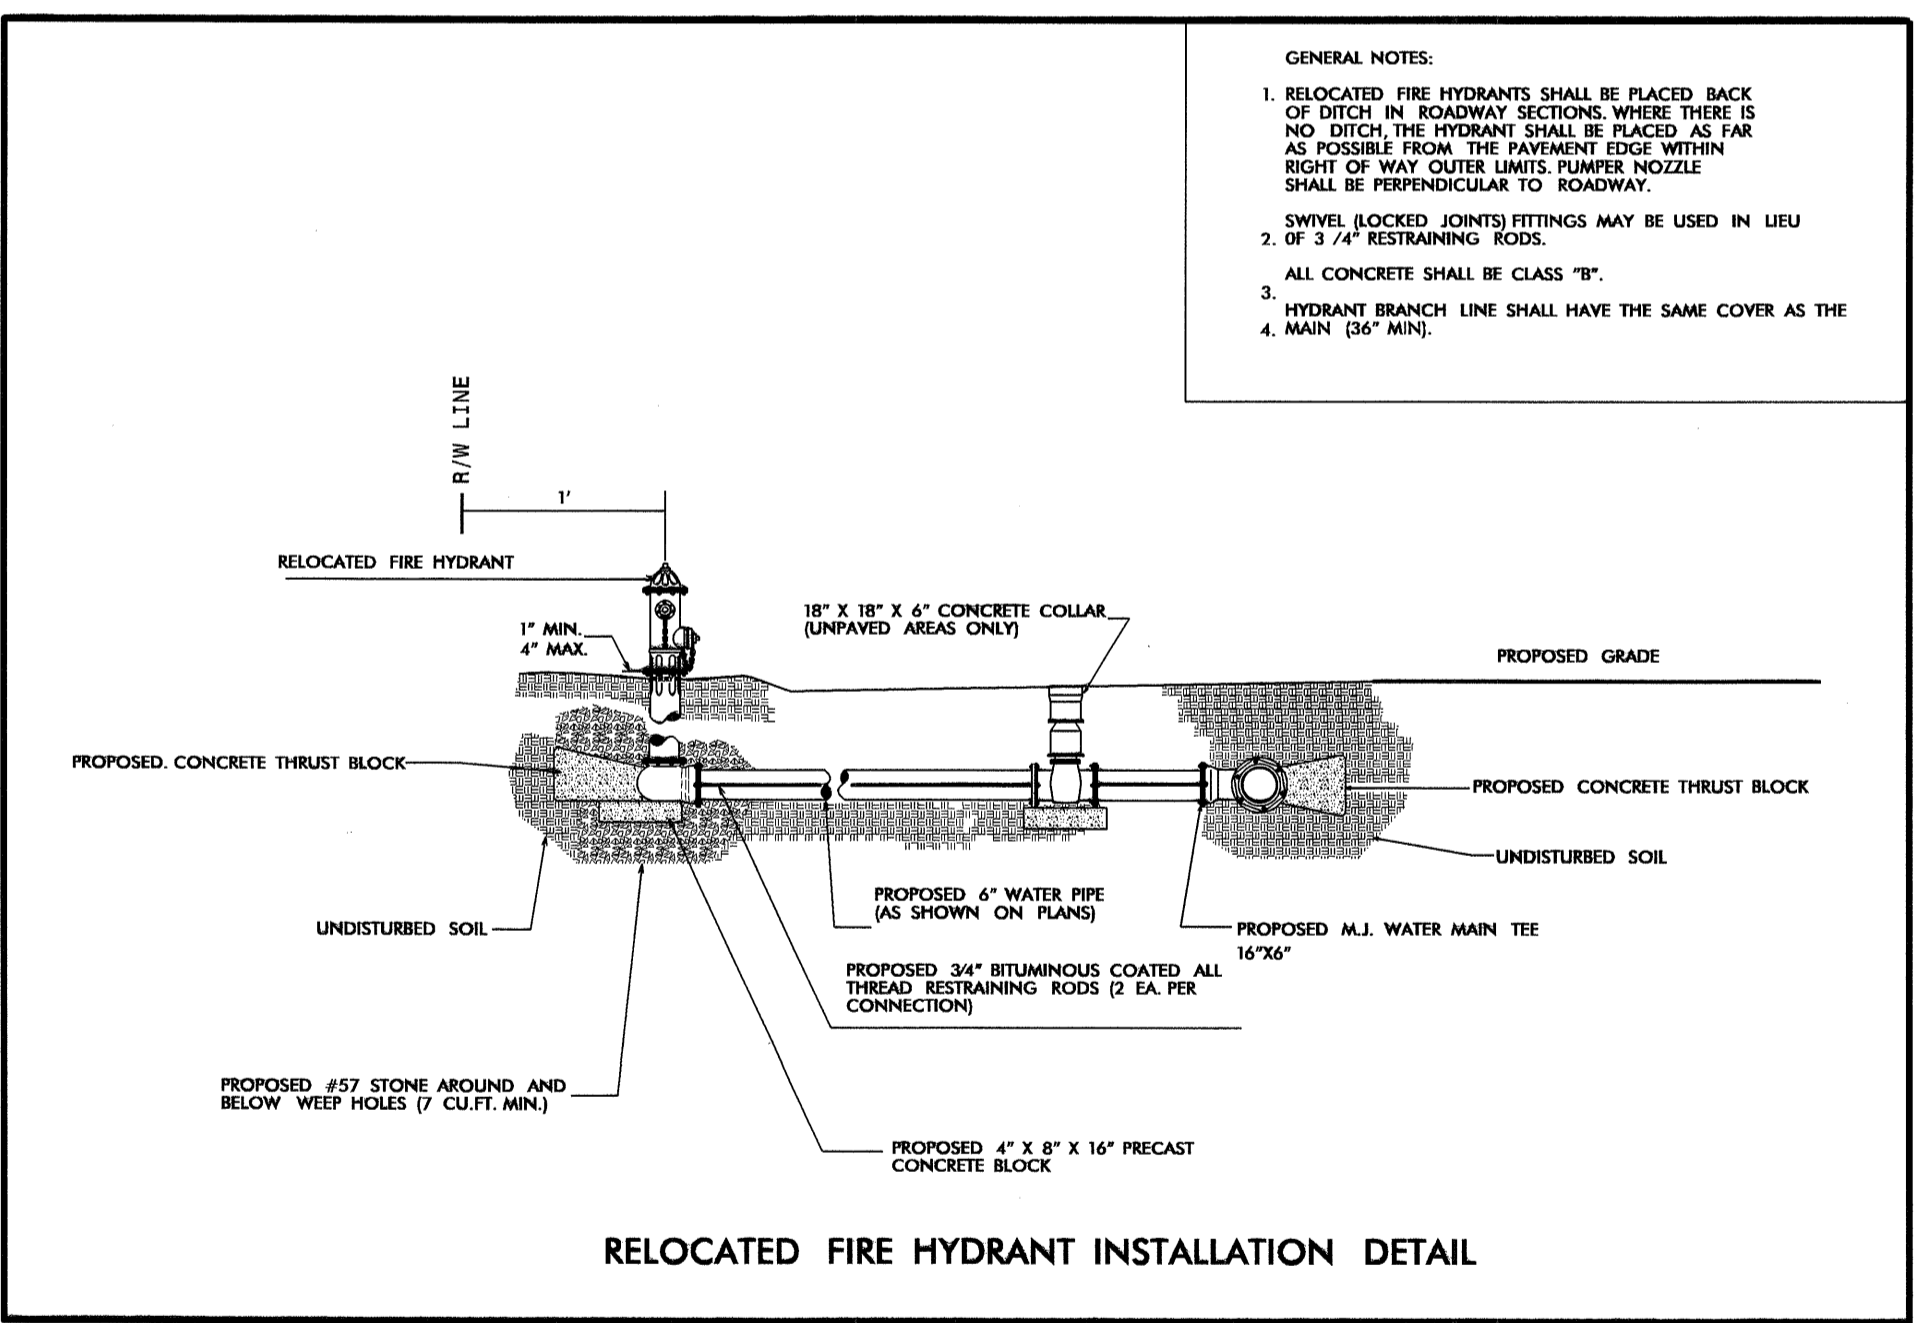 GENERAL NOTES:
1. RELOCATED FIRE HYDRANTS SHALL BE PLACED BACK
OF DITCH IN ROADWAY SECTIONS. WHERE THERE IS
NO DITCH, THE HYDRANT SHALL BE PLACED AS FAR
AS POSSIBLE FROM THE PAVEMENT EDGE WITHIN
RIGHT OF WAY OUTER LIMITS. PUMPER NOZZLE
SHALL BE PERPENDICULAR TO ROADWAY.
SWIVEL (LOCKED JOINTS) FITTINGS MAY BE USED IN LIEU
2. OF 3 /4" RESTRAINING RODS.
ALL CONCRETE SHALL BE CLASS "B".
3.
HYDRANT BRANCH LINE SHALL HAVE THE SAME COVER AS THE
4. MAIN (36" MIN).
R/W LINE
1'
RELOCATED FIRE HYDRANT
1" MIN.
4" MAX.
18" X 18" X 6" CONCRETE COLLAR
(UNPAVED AREAS ONLY)
PROPOSED GRADE
PROPOSED. CONCRETE THRUST BLOCK
PROPOSED CONCRETE THRUST BLOCK
UNDISTURBED SOIL
PROPOSED 6" WATER PIPE
(AS SHOWN ON PLANS)
UNDISTURBED SOIL
PROPOSED M.J. WATER MAIN TEE
16"X6"
PROPOSED 3/4" BITUMINOUS COATED ALL
THREAD RESTRAINING RODS (2 EA. PER
CONNECTION)
PROPOSED #57 STONE AROUND AND
BELOW WEEP HOLES (7 CU.FT. MIN.)
PROPOSED 4" X 8" X 16" PRECAST
CONCRETE BLOCK
RELOCATED FIRE HYDRANT INSTALLATION DETAIL